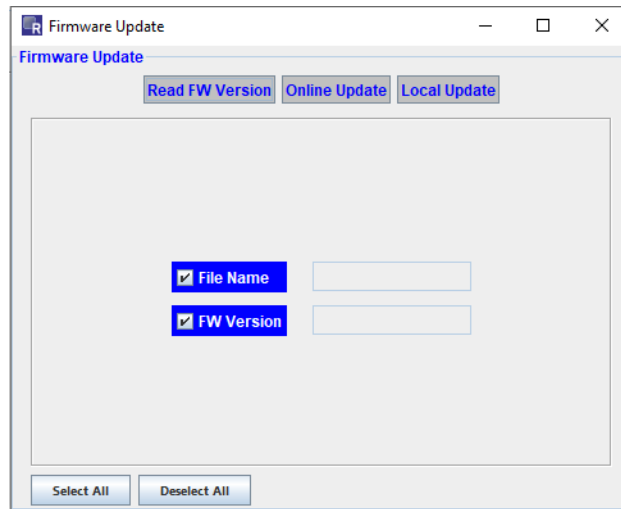 Firmware Update
Firmware Update
Read FW Version Online Update Local Update
File Name
FW Version
Select All Deselect All